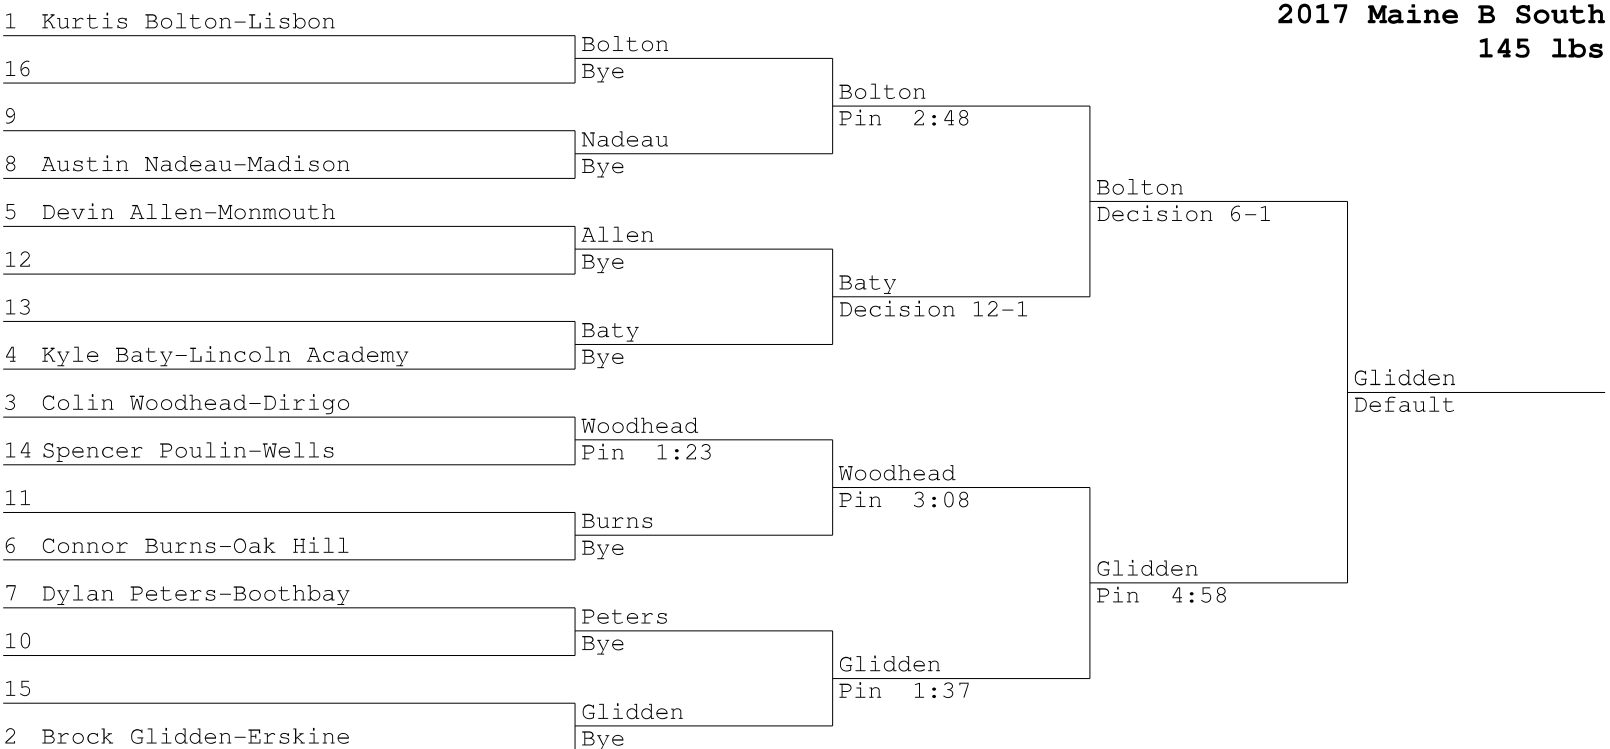 2017 Maine B South
145 lbs
1 Kurtis Bolton-Lisbon
16
9
8 Austin Nadeau-Madison
5 Devin Allen-Monmouth
12
13
4 Kyle Baty-Lincoln Academy
3 Colin Woodhead-Dirigo
14 Spencer Poulin-Wells
11
6 Connor Burns-Oak Hill
7 Dylan Peters-Boothbay
10
15
2 Brock Glidden-Erskine
Bolton
Bye
Nadeau
Bye
Allen
Bye
Baty
Bye
Woodhead
Pin 1:23
Burns
Bye
Peters
Bye
Glidden
Bye
Bolton
Pin 2:48
Baty
Decision 12-1
Woodhead
Pin 3:08
Glidden
Pin 1:37
Bolton
Decision 6-1
Glidden
Pin 4:58
Glidden
Default